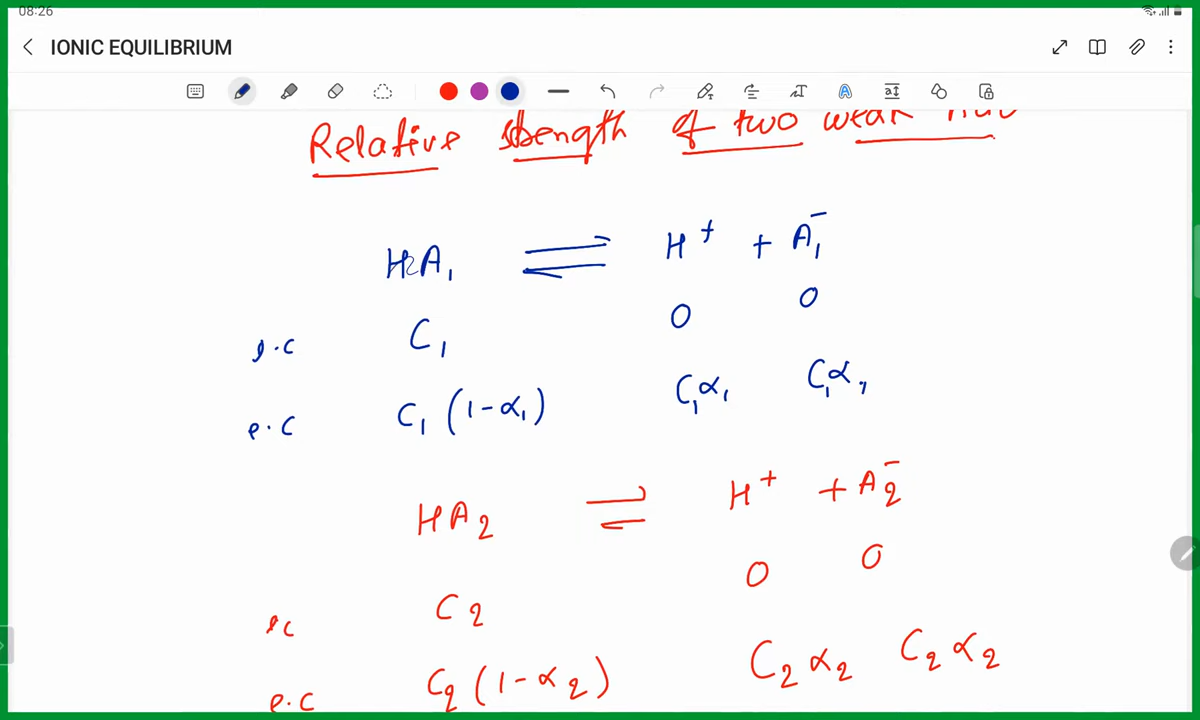 08:26
IONIC EQUILIBRIUM
Relative strength of two weak
HA₁ ⇌ H⁺ + A₁⁻
i.c C₁ 0 0
e.c C₁(1-α₁) C₁α₁ C₁α₁
HA₂ ⇌ H⁺ + A₂⁻
ic C₂ 0 0
e.c C₂(1-α₂) C₂α₂ C₂α₂